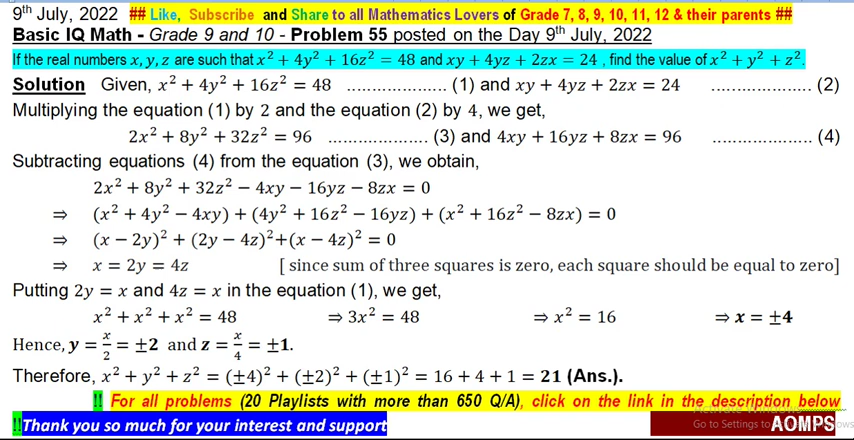 9th July, 2022 ## Like, Subscribe and Share to all Mathematics Lovers of Grade 7, 8, 9, 10, 11, 12 & their parents ##
Basic IQ Math - Grade 9 and 10 - Problem 55 posted on the Day 9th July, 2022
If the real numbers x, y, z are such that x² + 4y² + 16z² = 48 and xy + 4yz + 2zx = 24 , find the value of x² + y² + z².
Solution Given, x² + 4y² + 16z² = 48 .................... (1) and xy + 4yz + 2zx = 24 .................... (2)
Multiplying the equation (1) by 2 and the equation (2) by 4, we get,
2x² + 8y² + 32z² = 96 .................... (3) and 4xy + 16yz + 8zx = 96 .................... (4)
Subtracting equations (4) from the equation (3), we obtain,
2x² + 8y² + 32z² − 4xy − 16yz − 8zx = 0
⇒ (x² + 4y² − 4xy) + (4y² + 16z² − 16yz) + (x² + 16z² − 8zx) = 0
⇒ (x − 2y)² + (2y − 4z)²+(x − 4z)² = 0
⇒ x = 2y = 4z [ since sum of three squares is zero, each square should be equal to zero]
Putting 2y = x and 4z = x in the equation (1), we get,
x² + x² + x² = 48 ⇒ 3x² = 48 ⇒ x² = 16 ⇒ x = ±4
Hence, y = x/2 = ±2 and z = x/4 = ±1.
Therefore, x² + y² + z² = (±4)² + (±2)² + (±1)² = 16 + 4 + 1 = 21 (Ans.).
!! For all problems (20 Playlists with more than 650 Q/A), click on the link in the description below
!!Thank you so much for your interest and support
Go to Settings to
AOMPS